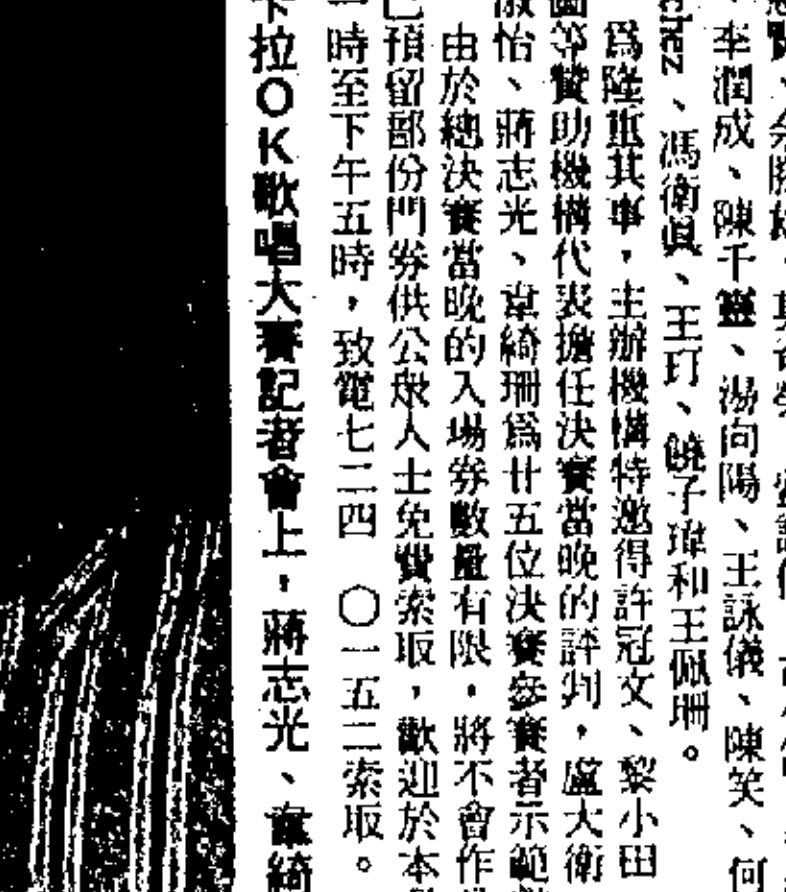 、李潤成、陳千靈、湯向陽、王詠儀、陳笑、何
chez、馮衛眞、王玎、饒子瑋和王佩珊。
爲隆重其事，主辦機構特邀得許冠文、黎小田
等贊助機構代表擔任決賽當晚的評判，盧大衛
怡、蔣志光、韋綺珊爲廿五位決賽參賽者示範
由於總決賽當晚的入場券數量有限，將不會作
已預留部份門券供公衆人士免費索取，歡迎於本
時至下午五時，致電七二四 〇一五二索取。
卡拉OK歌唱大賽記者會上，蔣志光、韋綺